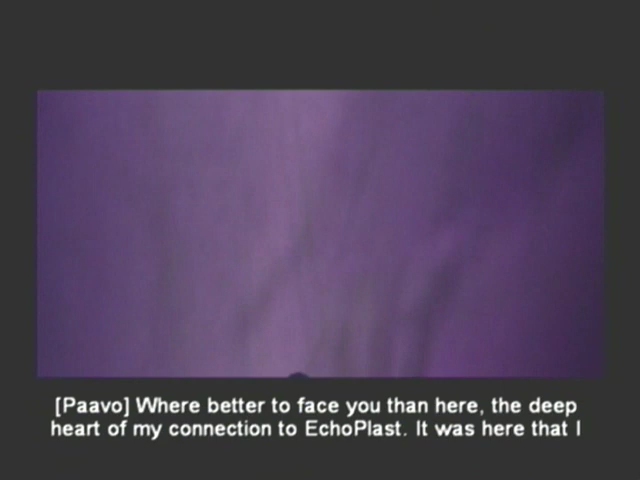 [Paavo] Where better to face you than here, the deep
heart of my connection to EchoPlast. It was here that I